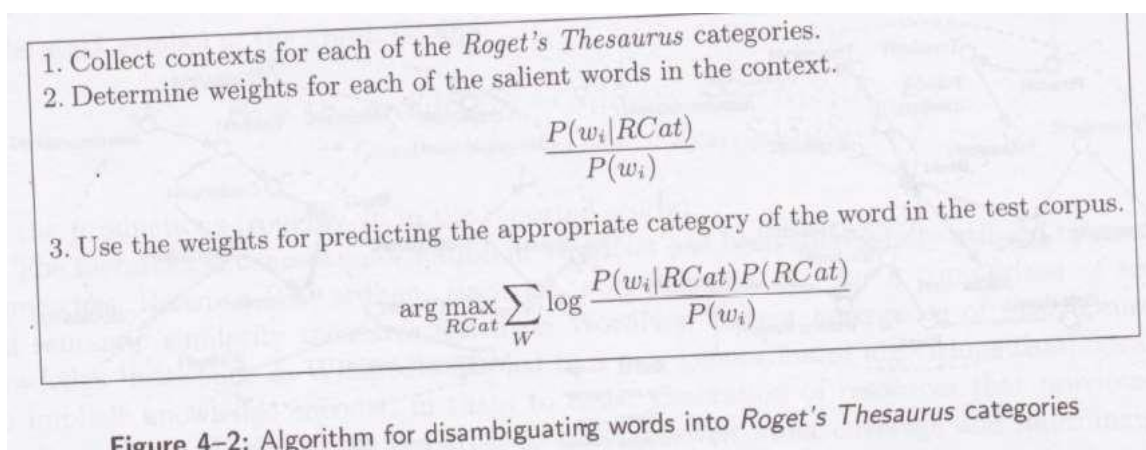 1. Collect contexts for each of the Roget's Thesaurus categories.
2. Determine weights for each of the salient words in the context.
P(w_i|RCat)
P(w_i)
3. Use the weights for predicting the appropriate category of the word in the test corpus.
arg max_{RCat} ∑_W log P(w_i|RCat)P(RCat) / P(w_i)
Figure 4–2: Algorithm for disambiguating words into Roget's Thesaurus categories